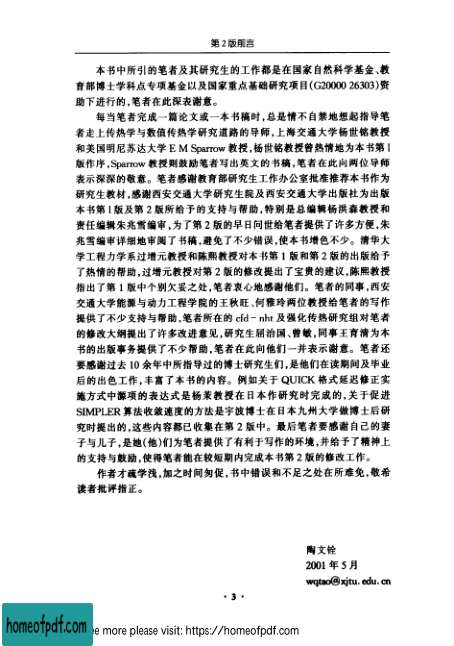 第2版前言
本书中所引的笔者及其研究生的工作都是在国家自然科学基金、教
育部博士学科点专项基金以及国家重点基础研究项目(G20000 26303)资
助下进行的,笔者在此深表谢意。
每当笔者完成一篇论文或一本书稿时,总是情不自禁地想起指导笔
者走上传热学与数值传热学研究道路的导师,上海交通大学杨世铭教授
和美国明尼苏达大学 E M Sparrow 教授,杨世铭教授曾热情地为本书第1
版作序,Sparrow 教授则鼓励笔者写出英文的书稿,笔者在此向两位导师
表示深深的敬意。笔者感谢教育部研究生工作办公室批准推荐本书作为
研究生教材,感谢西安交通大学研究生院及西安交通大学出版社为出版
本书第1版及第2版所给予的支持与帮助,特别是总编辑杨洪森教授和
责任编辑朱兆雪编审,为了第2版的早日问世给笔者提供了许多方便,朱
兆雪编审详细地审阅了书稿,避免了不少错误,使本书增色不少。清华大
学工程力学系过增元教授和陈熙教授对本书第1版和第2版的出版给予
了热情的帮助,过增元教授对第2版的修改提出了宝贵的建议,陈熙教授
指出了第1版中个别欠妥之处,笔者衷心地感谢他们。笔者的同事,西安
交通大学能源与动力工程学院的王秋旺、何雅玲两位教授给笔者的写作
提供了不少支持与帮助,笔者所在的 cfd-nht 及强化传热研究组对笔者
的修改大纲提出了许多改进意见,研究生屈治国、曾敏,同事王育清为本
书的出版事务提供了不少帮助,笔者在此向他们一并表示谢意。笔者还
要感谢过去10余年中所指导过的博士研究生们,是他们在读期间及毕业
后的出色工作,丰富了本书的内容。例如关于 QUICK 格式延迟修正实
施方式中源项的表达式是杨茉教授在日本作研究时完成的,关于促进
SIMPLER 算法收敛速度的方法是宇波博士在日本九州大学做博士后研
究时提出的,这些内容都已收集在第2版中。最后笔者要感谢自己的妻
子与儿子,是她(他)们为笔者提供了有利于写作的环境,并给予了精神上
的支持与鼓励,使得笔者能在较短期内完成本书第2版的修改工作。
作者才疏学浅,加之时间匆促,书中错误和不足之处在所难免,敬希
读者批评指正。
陶文铨
2001年5月
wqtao@xjtu.edu.cn
·3·
homeofpdf.com
ee more please visit: https://homeofpdf.com